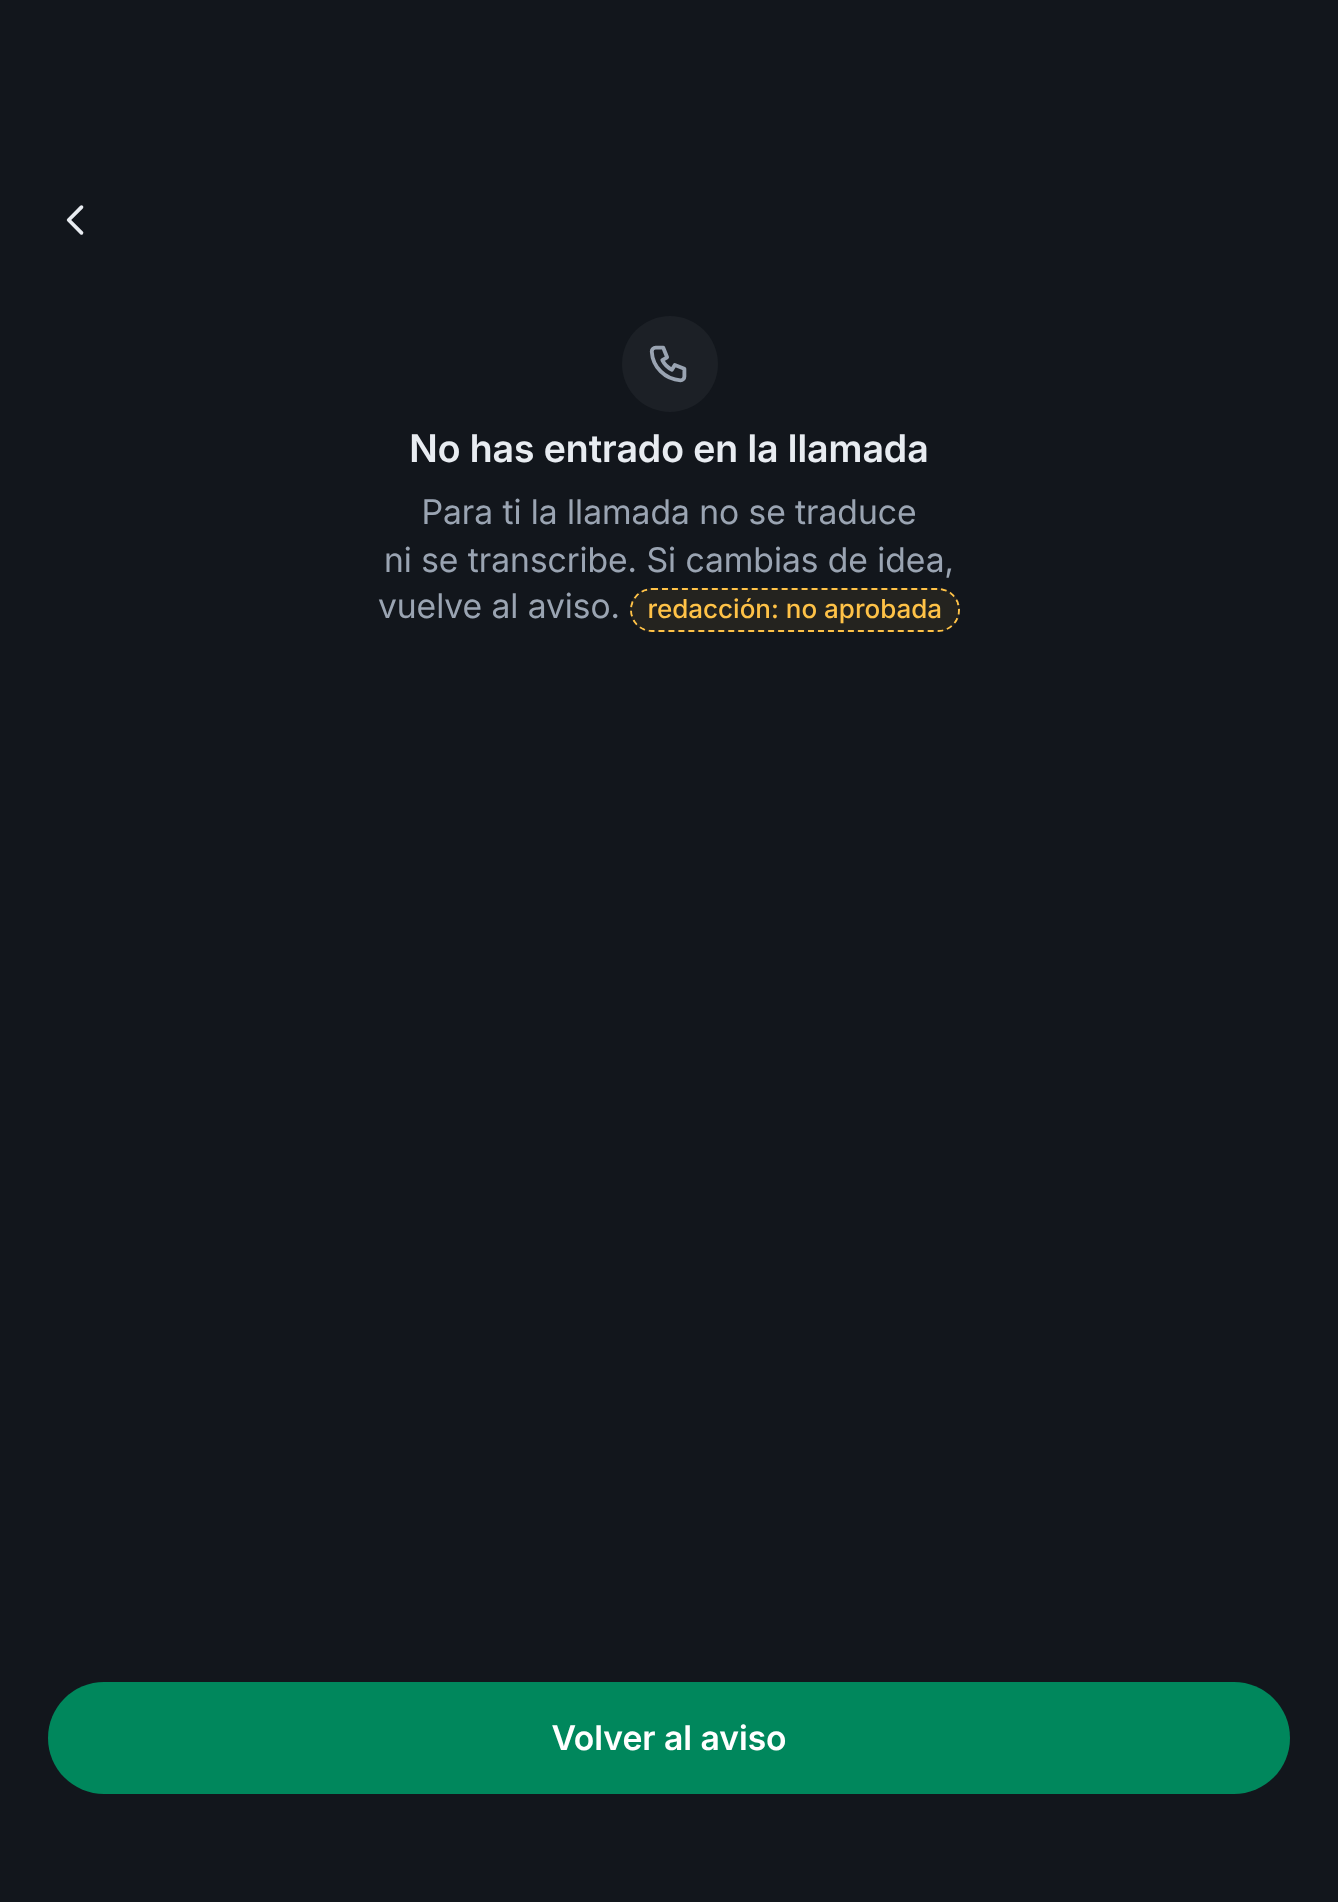 No has entrado en la llamada
Para ti la llamada no se traduce
ni se transcribe. Si cambias de idea,
vuelve al aviso. redacción: no aprobada
Volver al aviso